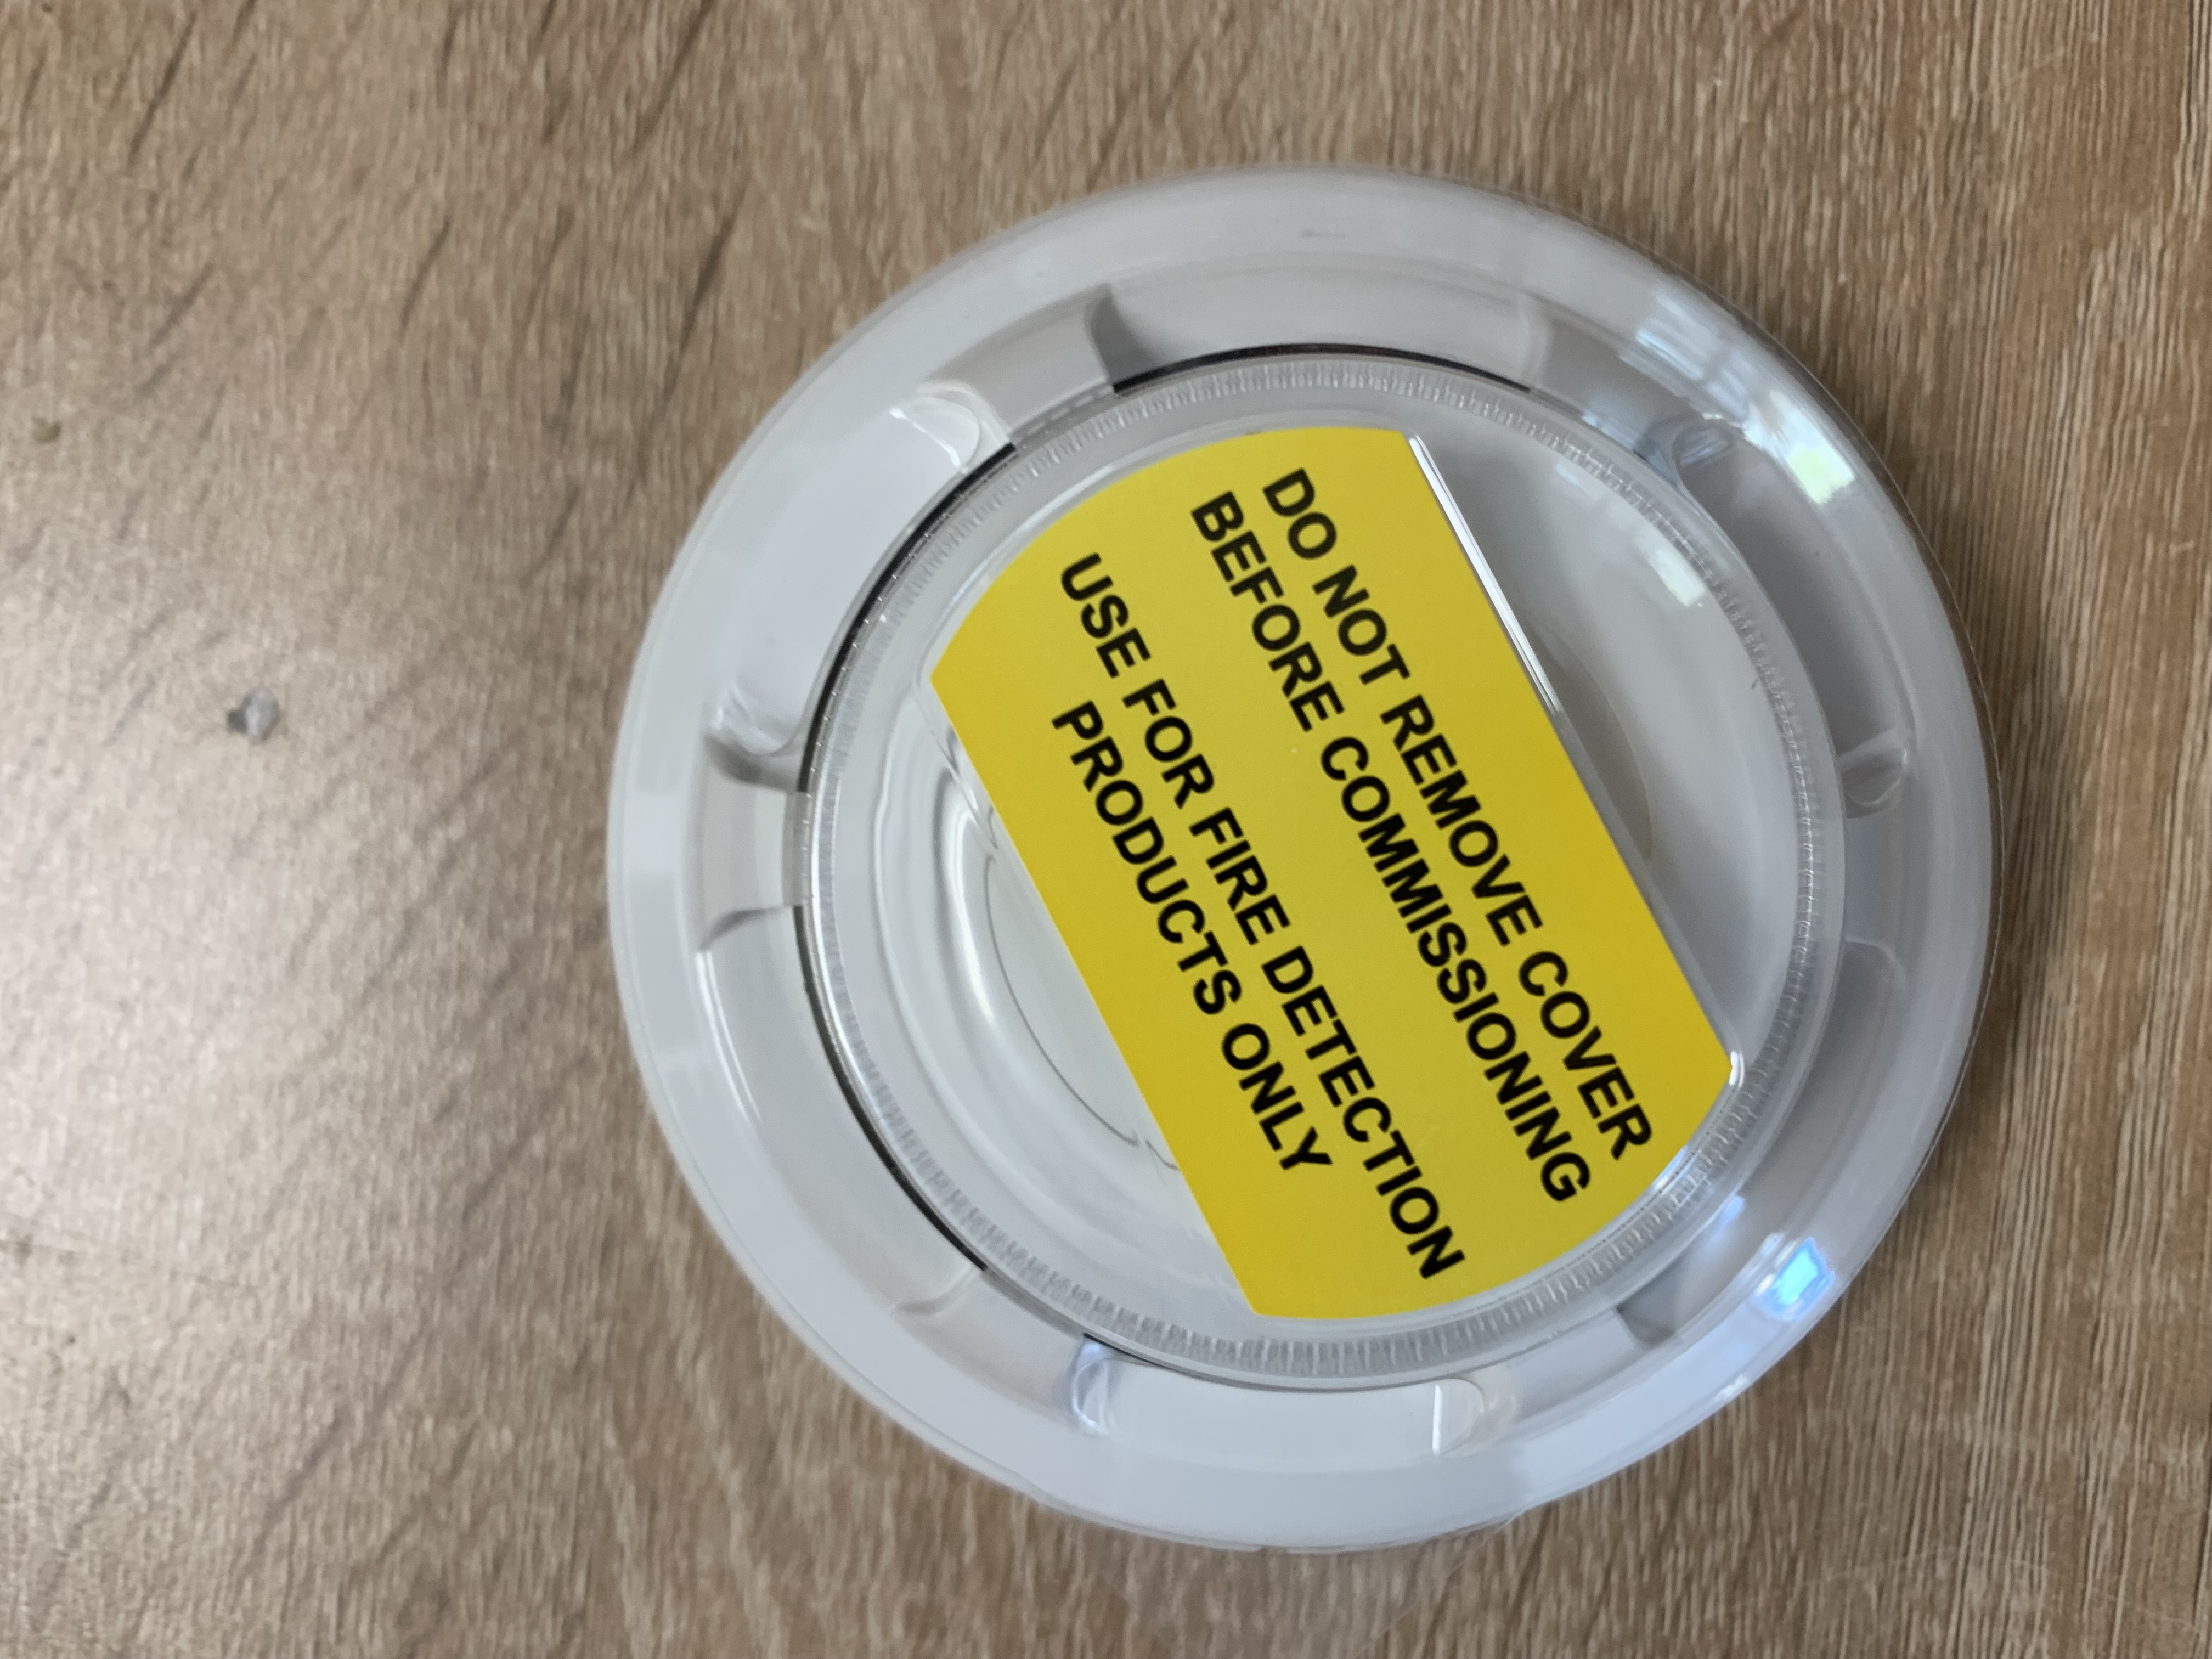 DO NOT REMOVE COVER
BEFORE COMMISSIONING
USE FOR FIRE DETECTION
PRODUCTS ONLY